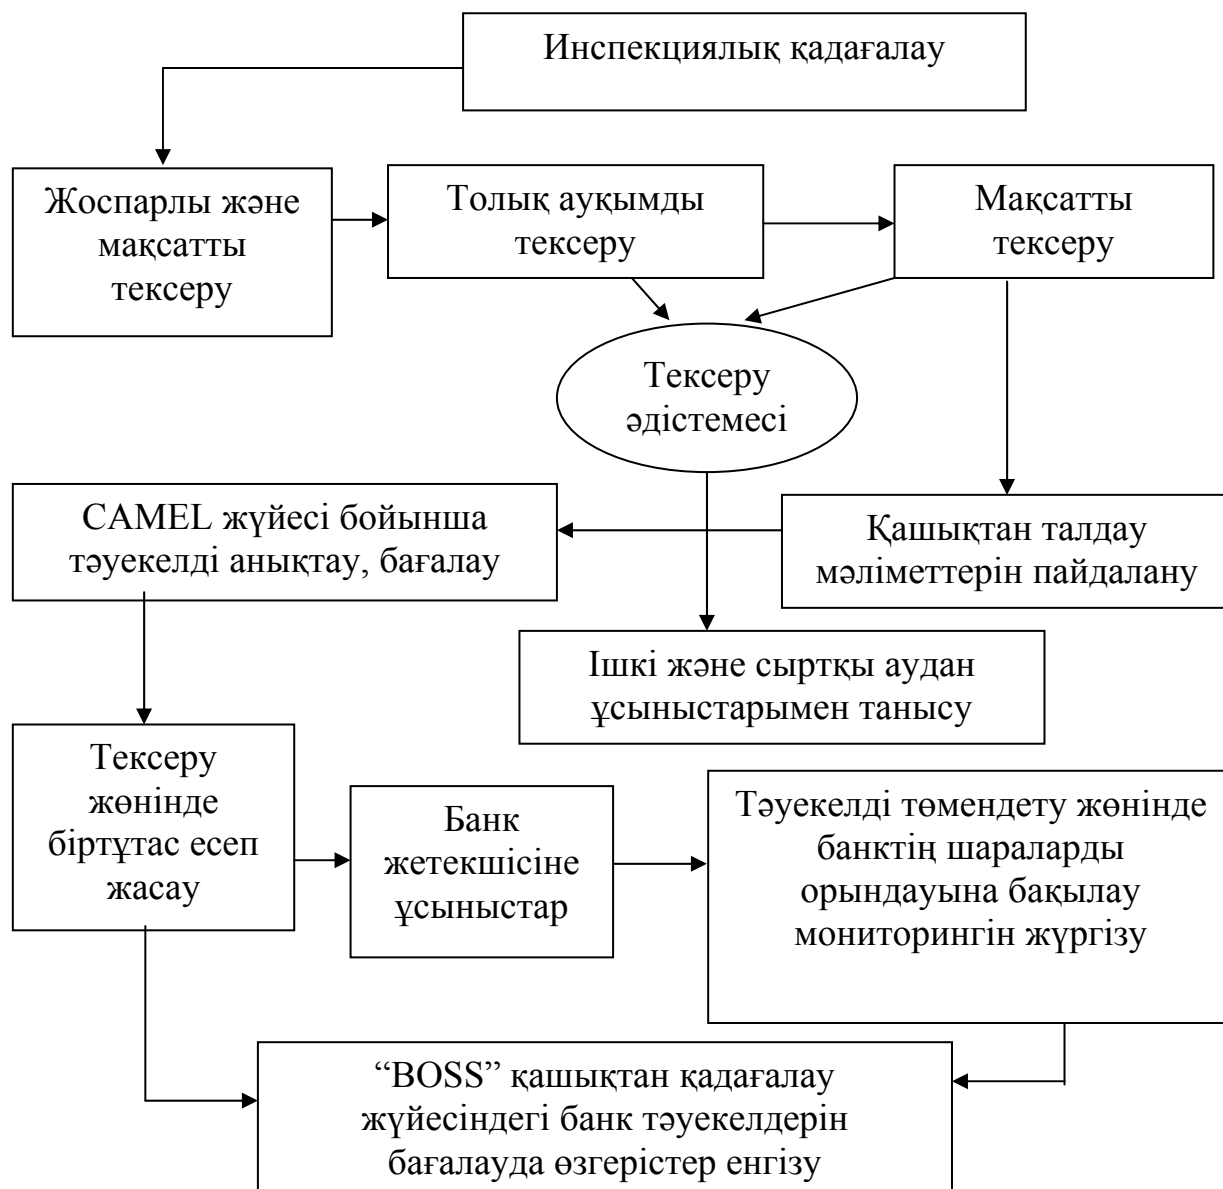 Инспекциялық қадағалау
Жоспарлы және
мақсатты
тексеру
Толық ауқымды
тексеру
Мақсатты
тексеру
Тексеру
әдістемесі
CAMEL жүйесі бойынша
тәуекелді анықтау, бағалау
Қашықтан талдау
мәліметтерін пайдалану
Ішкі және сыртқы аудан
ұсыныстарымен танысу
Тексеру
жөнінде
біртұтас есеп
жасау
Банк
жетекшісіне
ұсыныстар
Тәуекелді төмендету жөнінде
банктің шараларды
орындауына бақылау
мониторингін жүргізу
“BOSS” қашықтан қадағалау
жүйесіндегі банк тәуекелдерін
бағалауда өзгерістер енгізу